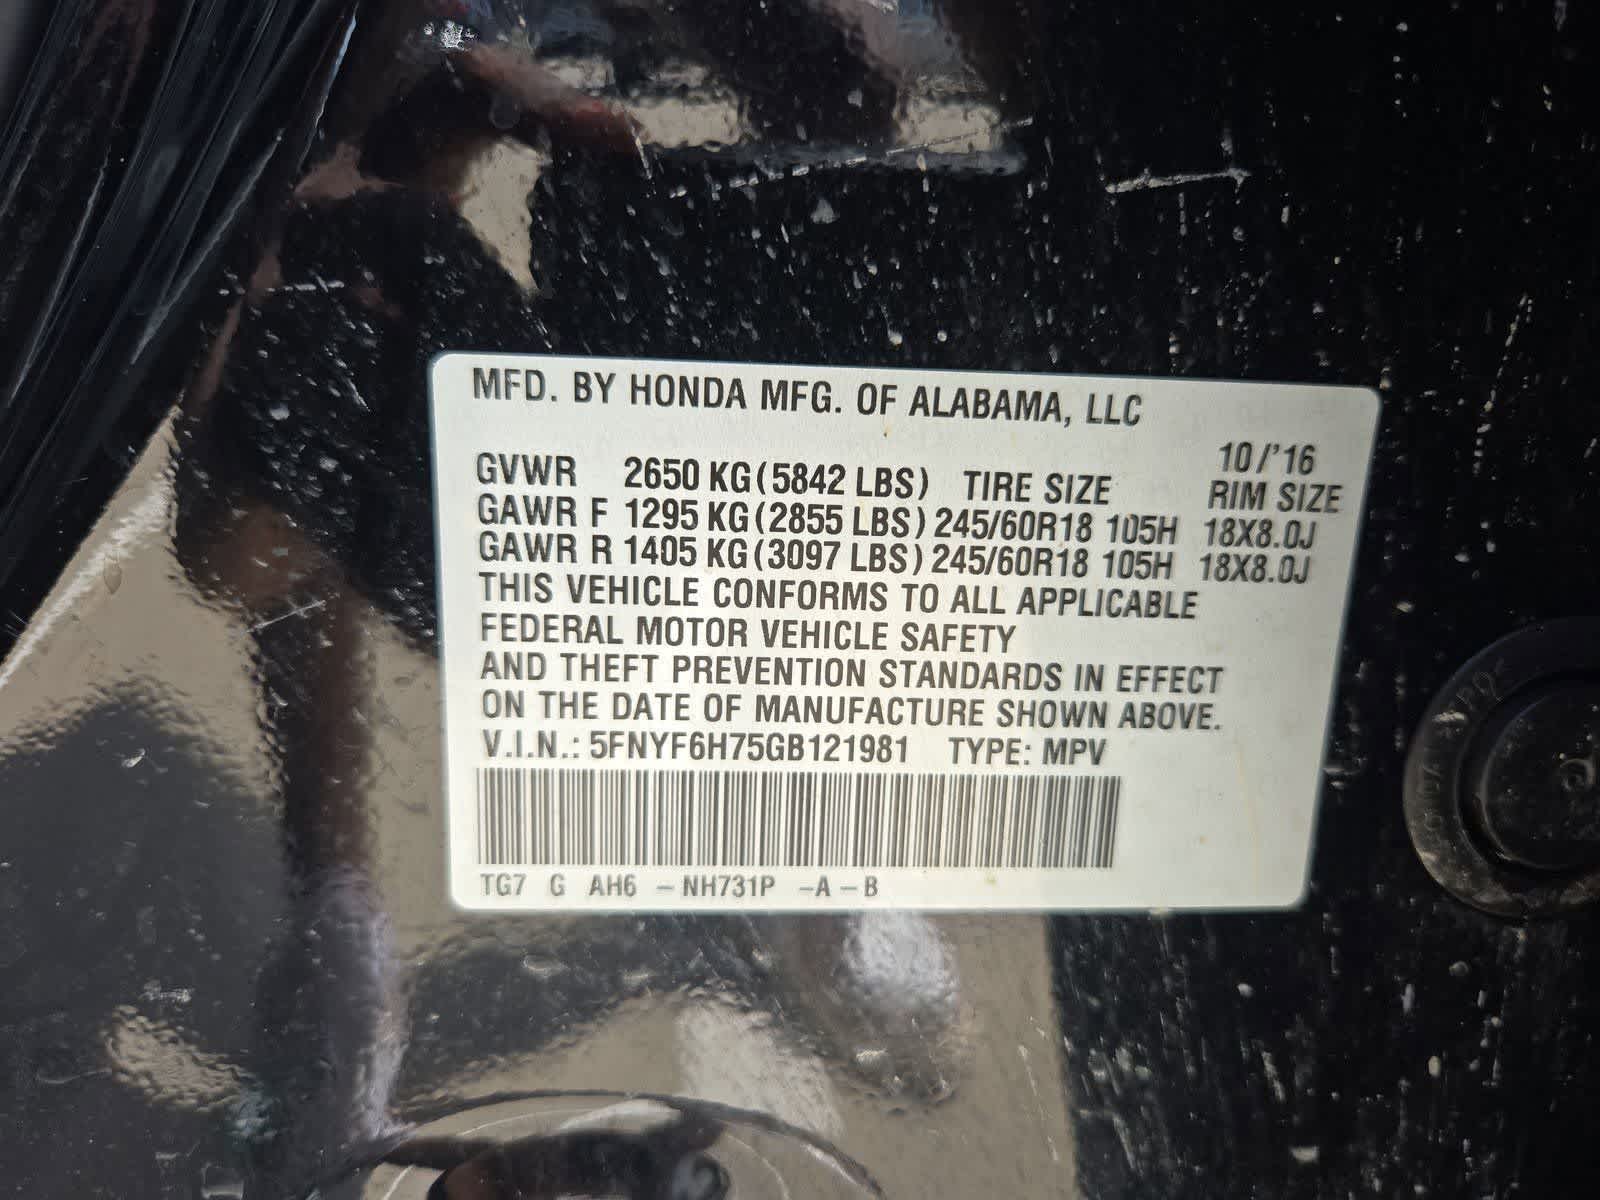 MFD. BY HONDA MFG. OF ALABAMA, LLC
10/'16
GVWR 2650 KG (5842 LBS) TIRE SIZE RIM SIZE
GAWR F 1295 KG (2855 LBS) 245/60R18 105H 18X8.0J
GAWR R 1405 KG (3097 LBS) 245/60R18 105H 18X8.0J
THIS VEHICLE CONFORMS TO ALL APPLICABLE
FEDERAL MOTOR VEHICLE SAFETY
AND THEFT PREVENTION STANDARDS IN EFFECT
ON THE DATE OF MANUFACTURE SHOWN ABOVE.
V.I.N.: 5FNYF6H75GB121981 TYPE: MPV
TG7 G AH6 – NH731P –A – B